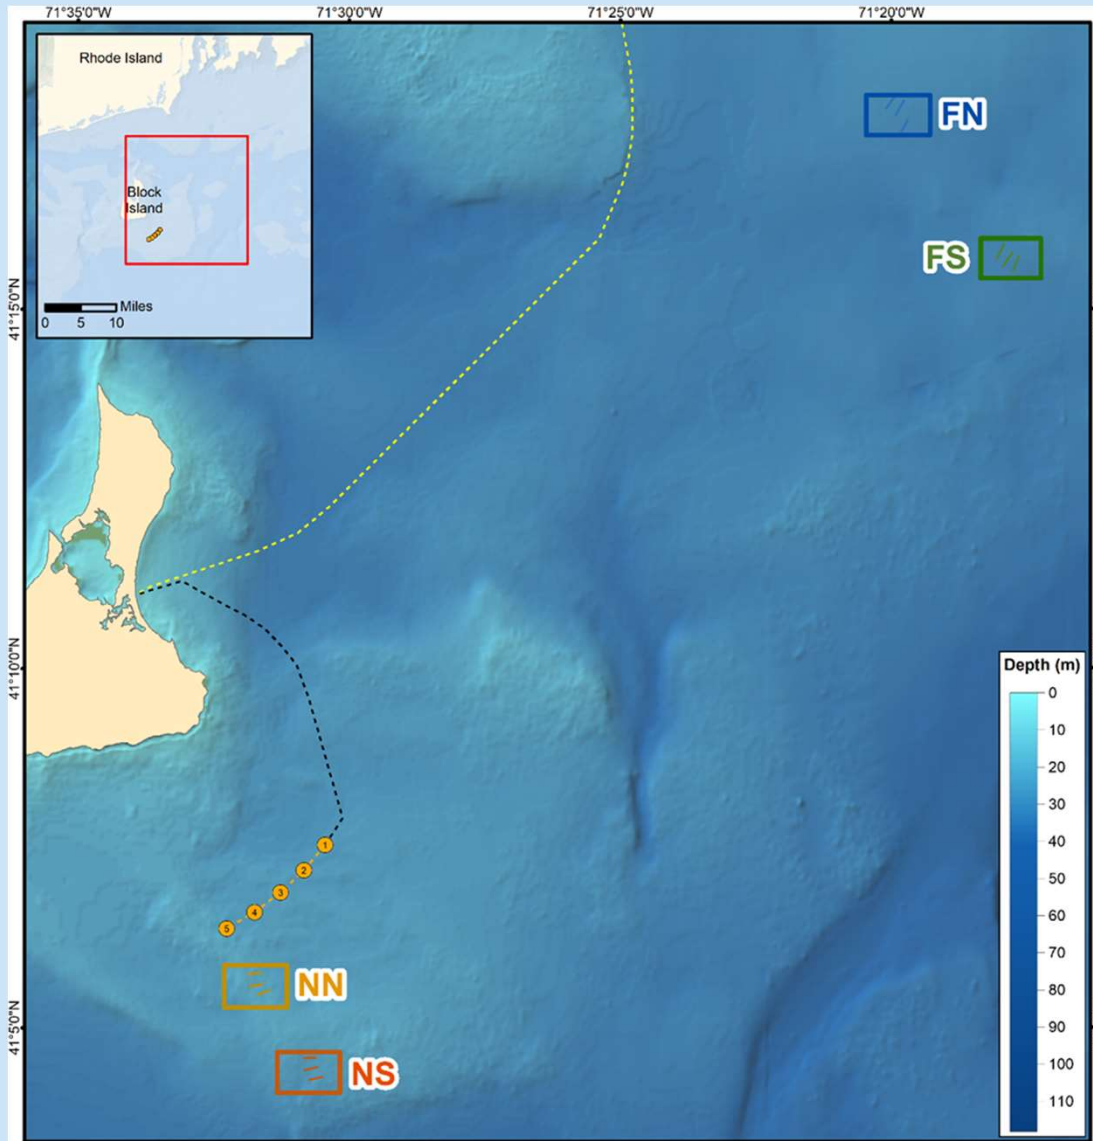 71°35'0"W 71°30'0"W 71°25'0"W 71°20'0"W
Rhode Island
Block
Island
Miles
0 5 10
FN
FS
41°15'0"N
41°10'0"N
41°5'0"N
1
2
3
4
5
NN
NS
Depth (m)
0
10
20
30
40
50
60
70
80
90
100
110